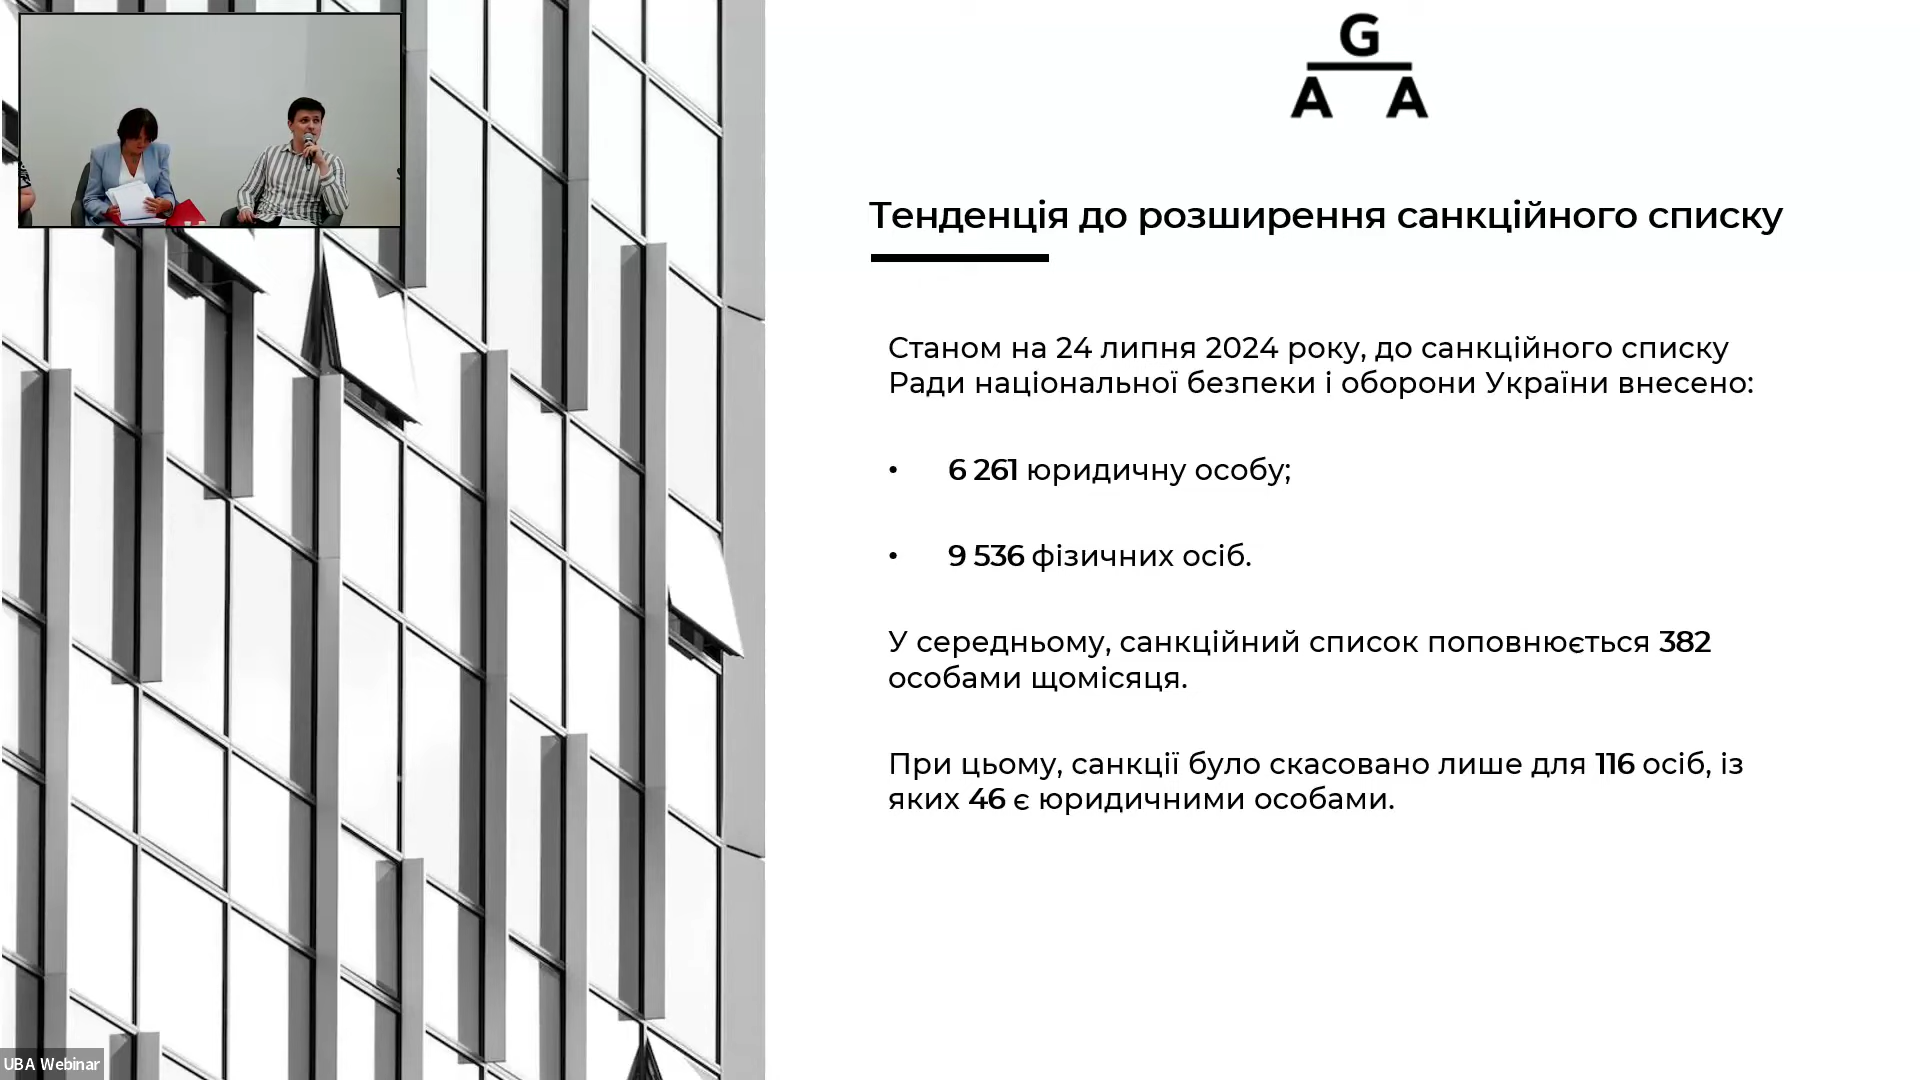 G
A A
Тенденція до розширення санкційного списку
Станом на 24 липня 2024 року, до санкційного списку
Ради національної безпеки і оборони України внесено:
• 6 261 юридичну особу;
• 9 536 фізичних осіб.
У середньому, санкційний список поповнюється 382
особами щомісяця.
При цьому, санкції було скасовано лише для 116 осіб, із
яких 46 є юридичними особами.
UBA Webinar